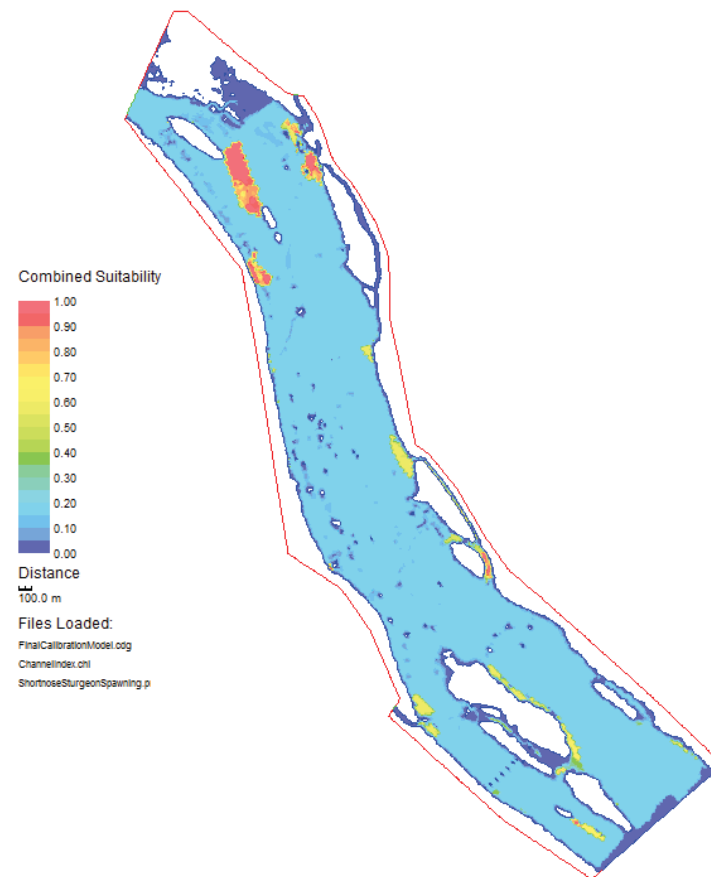 Combined Suitability
1.00
0.90
0.80
0.70
0.60
0.50
0.40
0.30
0.20
0.10
0.00
Distance
100.0 m
Files Loaded:
FinalCalibrationModel.cdg
ChannelIndex.chi
ShortnoseSturgeonSpawning.p